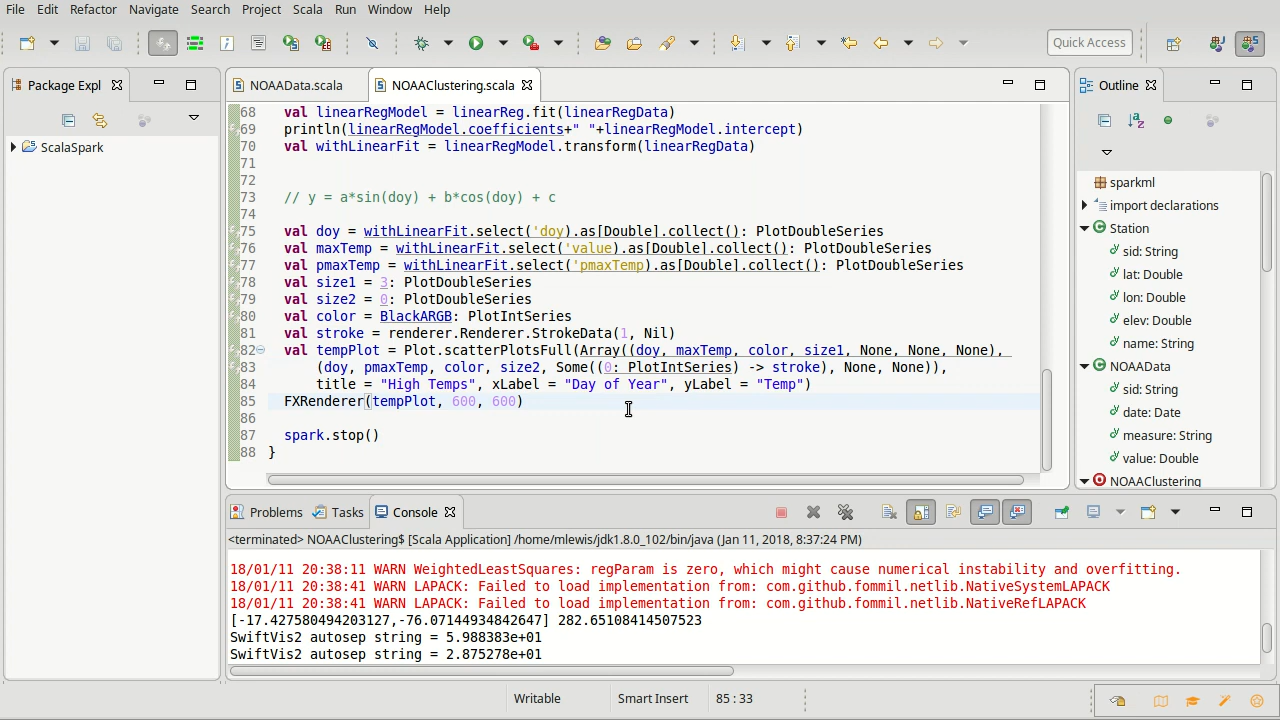 File Edit Refactor Navigate Search Project Scala Run Window Help
Quick Access
Package Expl
ScalaSpark
NOAAData.scala
NOAAClustering.scala
68 val linearRegModel = linearReg.fit(linearRegData)
69 println(linearRegModel.coefficients+" "+linearRegModel.intercept)
70 val withLinearFit = linearRegModel.transform(linearRegData)
71
72
73 // y = a*sin(doy) + b*cos(doy) + c
74
75 val doy = withLinearFit.select('doy).as[Double].collect(): PlotDoubleSeries
76 val maxTemp = withLinearFit.select('value).as[Double].collect(): PlotDoubleSeries
77 val pmaxTemp = withLinearFit.select('pmaxTemp).as[Double].collect(): PlotDoubleSeries
78 val size1 = 3: PlotDoubleSeries
79 val size2 = 0: PlotDoubleSeries
80 val color = BlackARGB: PlotIntSeries
81 val stroke = renderer.Renderer.StrokeData(1, Nil)
82 val tempPlot = Plot.scatterPlotsFull(Array((doy, maxTemp, color, size1, None, None, None),
83 (doy, pmaxTemp, color, size2, Some((0: PlotIntSeries) -> stroke), None, None)),
84 title = "High Temps", xLabel = "Day of Year", yLabel = "Temp")
85 FXRenderer(tempPlot, 600, 600)
86
87 spark.stop()
88 }
Outline
sparkml
import declarations
Station
sid: String
lat: Double
lon: Double
elev: Double
name: String
NOAAData
sid: String
date: Date
measure: String
value: Double
NOAAClustering
Problems Tasks Console
<terminated> NOAAClustering$ [Scala Application] /home/mlewis/jdk1.8.0_102/bin/java (Jan 11, 2018, 8:37:24 PM)
18/01/11 20:38:11 WARN WeightedLeastSquares: regParam is zero, which might cause numerical instability and overfitting.
18/01/11 20:38:41 WARN LAPACK: Failed to load implementation from: com.github.fommil.netlib.NativeSystemLAPACK
18/01/11 20:38:41 WARN LAPACK: Failed to load implementation from: com.github.fommil.netlib.NativeRefLAPACK
[-17.427580494203127,-76.07144934842647] 282.65108414507523
SwiftVis2 autosep string = 5.988383e+01
SwiftVis2 autosep string = 2.875278e+01
Writable Smart Insert 85 : 33